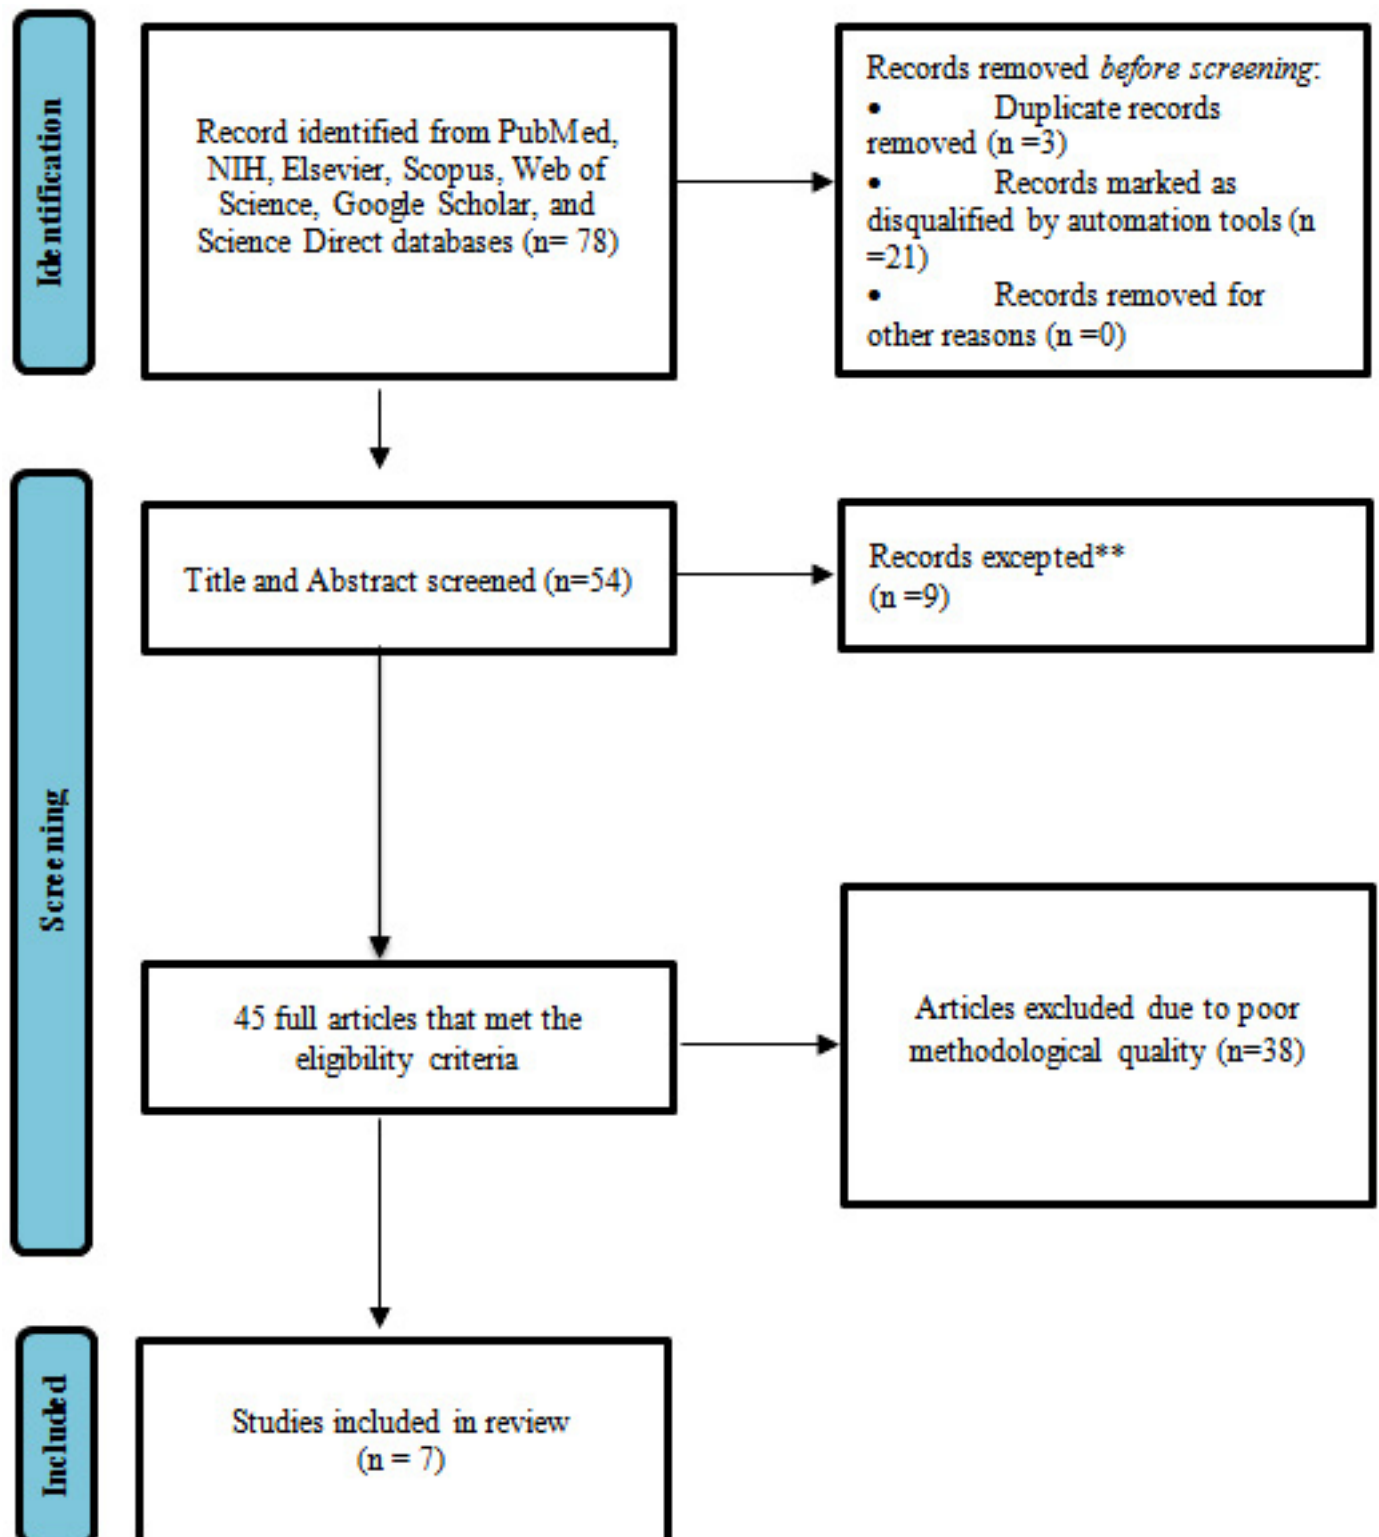 Identification
Record identified from PubMed,
NIH, Elsevier, Scopus, Web of
Science, Google Scholar, and
Science Direct databases (n= 78)
Records removed before screening:
• Duplicate records
removed (n =3)
• Records marked as
disqualified by automation tools (n
=21)
• Records removed for
other reasons (n =0)
Screening
Title and Abstract screened (n=54)
Records excepted**
(n =9)
45 full articles that met the
eligibility criteria
Articles excluded due to poor
methodological quality (n=38)
Included
Studies included in review
(n = 7)